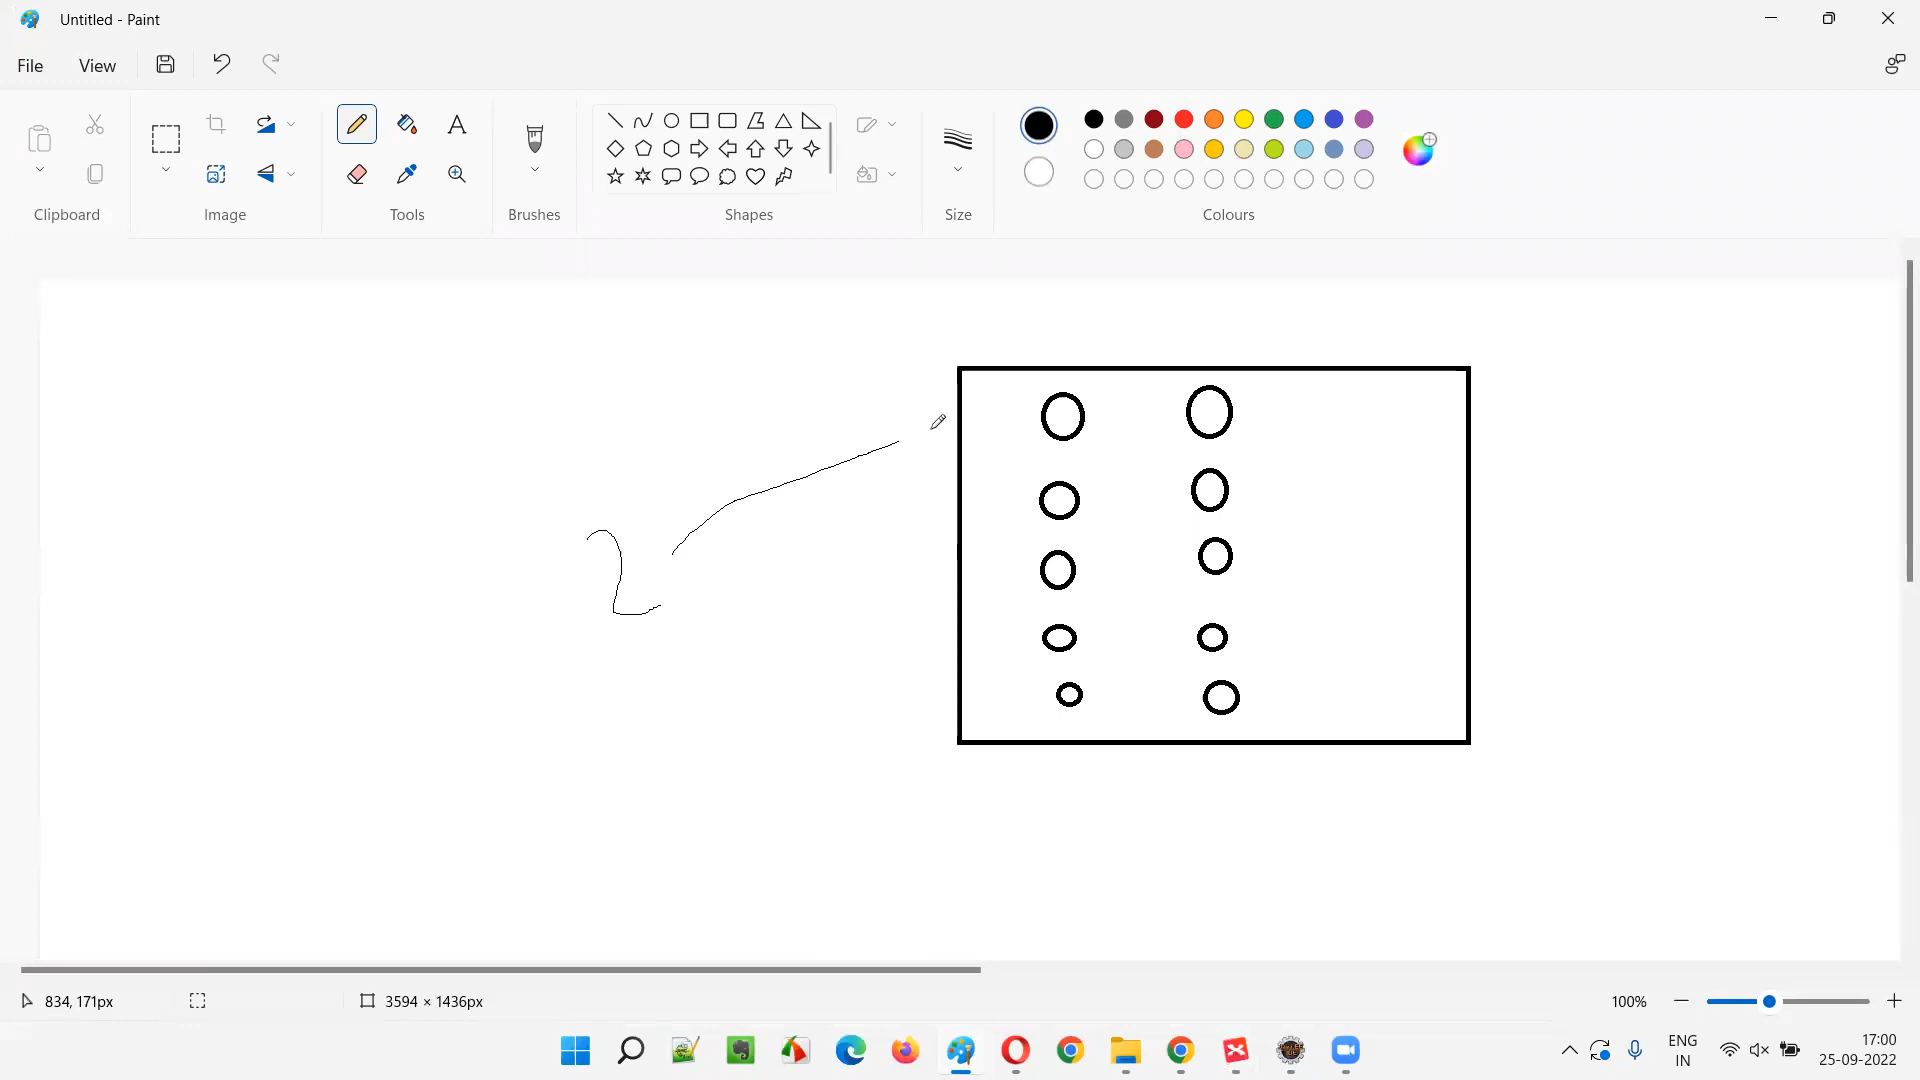 Untitled - Paint
File View
Clipboard
Image
Tools
Brushes
Shapes
Size
Colours
2
834, 171px
3594 × 1436px
100%
ENG
IN
17:00
25-09-2022